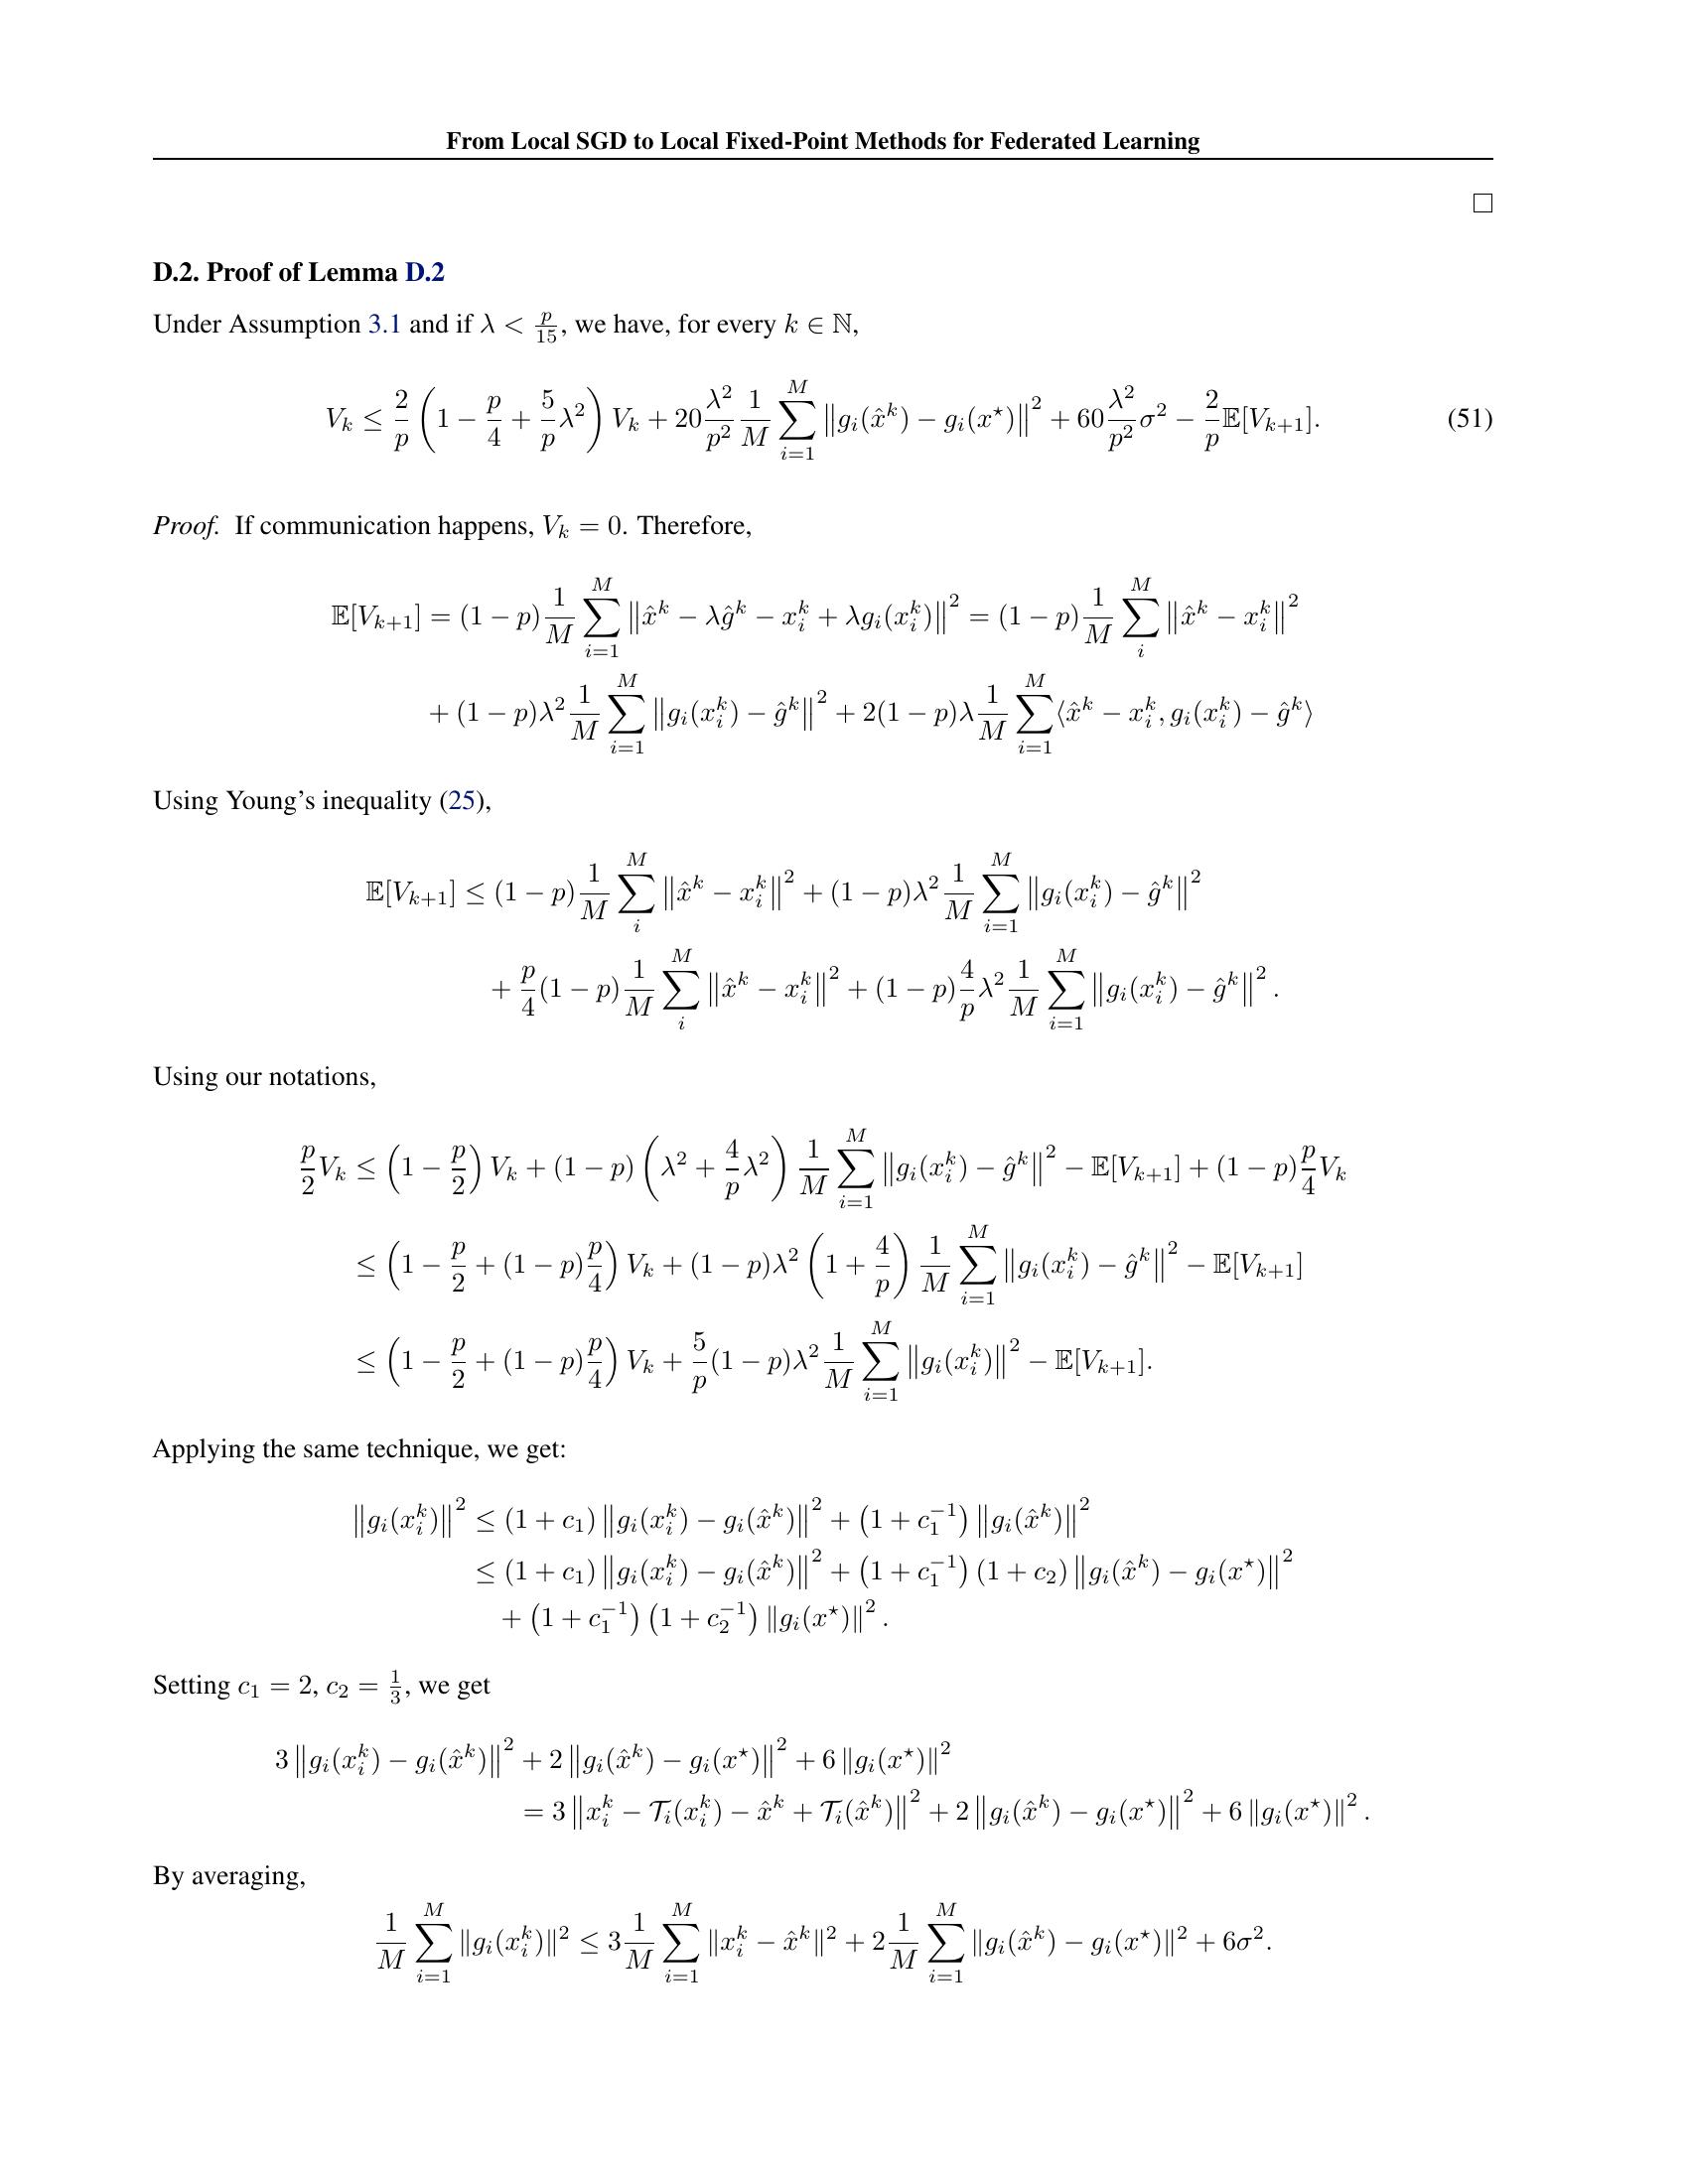 From Local SGD to Local Fixed-Point Methods for Federated Learning
□
D.2. Proof of Lemma D.2
Under Assumption 3.1 and if $\lambda < \frac{p}{15}$, we have, for every $k \in \mathbb{N}$,
$V_k \leq \frac{2}{p}\left(1 - \frac{p}{4} + \frac{5}{p}\lambda^2\right) V_k + 20\frac{\lambda^2}{p^2}\frac{1}{M}\sum_{i=1}^{M}\left\|g_i(\hat{x}^k) - g_i(x^\star)\right\|^2 + 60\frac{\lambda^2}{p^2}\sigma^2 - \frac{2}{p}\mathbb{E}[V_{k+1}].$ (51)
Proof. If communication happens, $V_k = 0$. Therefore,
$\mathbb{E}[V_{k+1}] = (1-p)\frac{1}{M}\sum_{i=1}^{M}\left\|\hat{x}^k - \lambda\hat{g}^k - x_i^k + \lambda g_i(x_i^k)\right\|^2 = (1-p)\frac{1}{M}\sum_{i}^{M}\left\|\hat{x}^k - x_i^k\right\|^2$
$+ (1-p)\lambda^2\frac{1}{M}\sum_{i=1}^{M}\left\|g_i(x_i^k) - \hat{g}^k\right\|^2 + 2(1-p)\lambda\frac{1}{M}\sum_{i=1}^{M}\langle\hat{x}^k - x_i^k, g_i(x_i^k) - \hat{g}^k\rangle$
Using Young's inequality (25),
$\mathbb{E}[V_{k+1}] \leq (1-p)\frac{1}{M}\sum_{i}^{M}\left\|\hat{x}^k - x_i^k\right\|^2 + (1-p)\lambda^2\frac{1}{M}\sum_{i=1}^{M}\left\|g_i(x_i^k) - \hat{g}^k\right\|^2$
$+ \frac{p}{4}(1-p)\frac{1}{M}\sum_{i}^{M}\left\|\hat{x}^k - x_i^k\right\|^2 + (1-p)\frac{4}{p}\lambda^2\frac{1}{M}\sum_{i=1}^{M}\left\|g_i(x_i^k) - \hat{g}^k\right\|^2.$
Using our notations,
$\frac{p}{2}V_k \leq \left(1 - \frac{p}{2}\right)V_k + (1-p)\left(\lambda^2 + \frac{4}{p}\lambda^2\right)\frac{1}{M}\sum_{i=1}^{M}\left\|g_i(x_i^k) - \hat{g}^k\right\|^2 - \mathbb{E}[V_{k+1}] + (1-p)\frac{p}{4}V_k$
$\leq \left(1 - \frac{p}{2} + (1-p)\frac{p}{4}\right)V_k + (1-p)\lambda^2\left(1 + \frac{4}{p}\right)\frac{1}{M}\sum_{i=1}^{M}\left\|g_i(x_i^k) - \hat{g}^k\right\|^2 - \mathbb{E}[V_{k+1}]$
$\leq \left(1 - \frac{p}{2} + (1-p)\frac{p}{4}\right)V_k + \frac{5}{p}(1-p)\lambda^2\frac{1}{M}\sum_{i=1}^{M}\left\|g_i(x_i^k)\right\|^2 - \mathbb{E}[V_{k+1}].$
Applying the same technique, we get:
$\left\|g_i(x_i^k)\right\|^2 \leq (1+c_1)\left\|g_i(x_i^k) - g_i(\hat{x}^k)\right\|^2 + \left(1 + c_1^{-1}\right)\left\|g_i(\hat{x}^k)\right\|^2$
$\leq (1+c_1)\left\|g_i(x_i^k) - g_i(\hat{x}^k)\right\|^2 + \left(1 + c_1^{-1}\right)(1+c_2)\left\|g_i(\hat{x}^k) - g_i(x^\star)\right\|^2$
$+ \left(1 + c_1^{-1}\right)\left(1 + c_2^{-1}\right)\left\|g_i(x^\star)\right\|^2.$
Setting $c_1 = 2$, $c_2 = \frac{1}{3}$, we get
$3\left\|g_i(x_i^k) - g_i(\hat{x}^k)\right\|^2 + 2\left\|g_i(\hat{x}^k) - g_i(x^\star)\right\|^2 + 6\left\|g_i(x^\star)\right\|^2$
$= 3\left\|x_i^k - \mathcal{T}_i(x_i^k) - \hat{x}^k + \mathcal{T}_i(\hat{x}^k)\right\|^2 + 2\left\|g_i(\hat{x}^k) - g_i(x^\star)\right\|^2 + 6\left\|g_i(x^\star)\right\|^2.$
By averaging,
$\frac{1}{M}\sum_{i=1}^{M}\|g_i(x_i^k)\|^2 \leq 3\frac{1}{M}\sum_{i=1}^{M}\|x_i^k - \hat{x}^k\|^2 + 2\frac{1}{M}\sum_{i=1}^{M}\|g_i(\hat{x}^k) - g_i(x^\star)\|^2 + 6\sigma^2.$